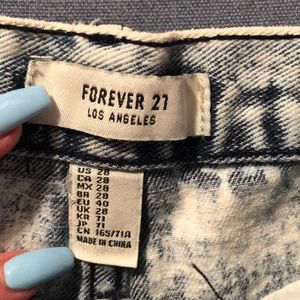 FOREVER 21
LOS ANGELES
US 28
CA 28
MX 28
BR 28
EU 40
UK 28
KR 71
JP 71
CN 165/71A
MADE IN CHINA